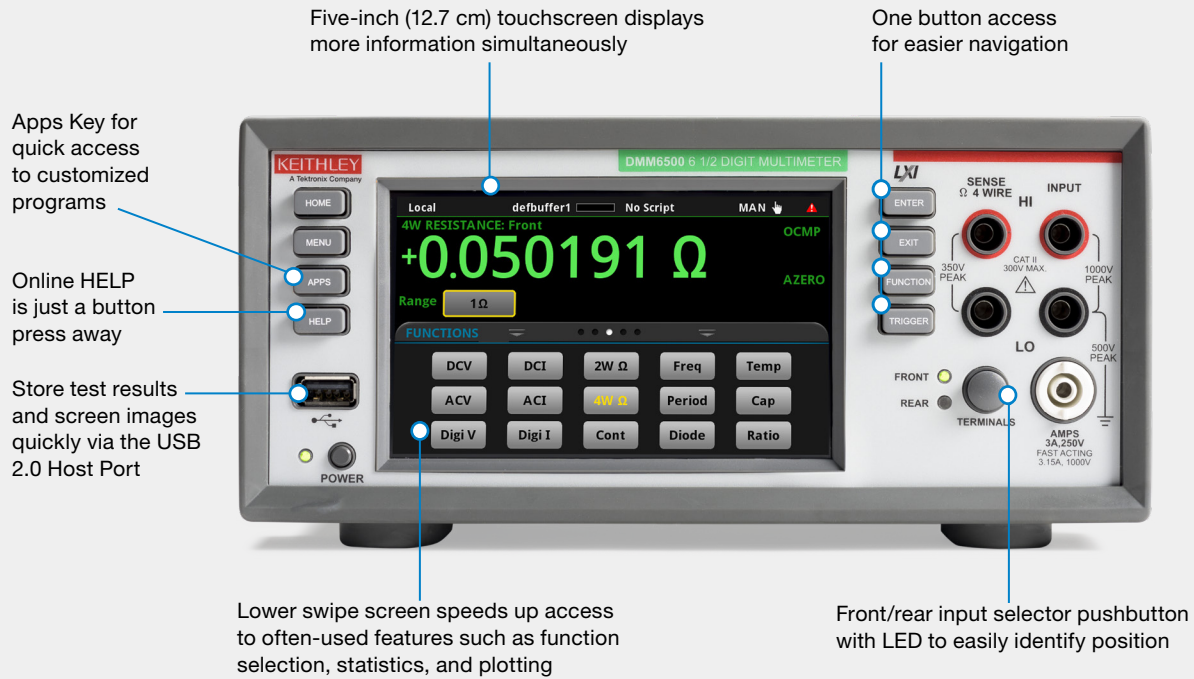 Five-inch (12.7 cm) touchscreen displays
more information simultaneously
One button access
for easier navigation
Apps Key for
quick access
to customized
programs
Online HELP
is just a button
press away
Store test results
and screen images
quickly via the USB
2.0 Host Port
KEITHLEY
A Tektronix Company
DMM6500 6 1/2 DIGIT MULTIMETER
LXI
HOME
MENU
APPS
HELP
POWER
Local defbuffer1 No Script MAN
4W RESISTANCE: Front
OCMP
+0.050191 Ω
AZERO
Range 1Ω
FUNCTIONS
DCV DCI 2W Ω Freq Temp
ACV ACI 4W Ω Period Cap
Digi V Digi I Cont Diode Ratio
ENTER
EXIT
FUNCTION
TRIGGER
SENSE
Ω 4 WIRE
INPUT
HI
350V
PEAK
CAT II
300V MAX.
1000V
PEAK
LO
500V
PEAK
FRONT
REAR
TERMINALS
AMPS
3A,250V
FAST ACTING
3.15A, 1000V
Lower swipe screen speeds up access
to often-used features such as function
selection, statistics, and plotting
Front/rear input selector pushbutton
with LED to easily identify position